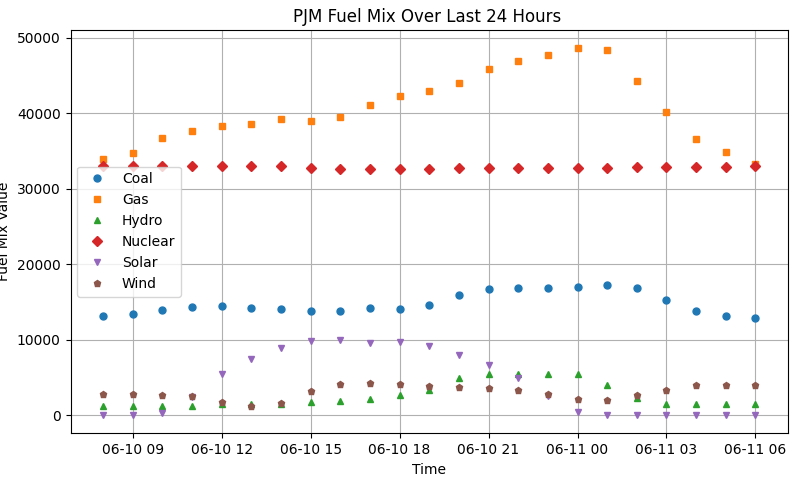 PJM Fuel Mix Over Last 24 Hours
50000
40000
30000
20000
10000
0
Fuel Mix Value
Coal
Gas
Hydro
Nuclear
Solar
Wind
06-10 09 06-10 12 06-10 15 06-10 18 06-10 21 06-11 00 06-11 03 06-11 06
Time